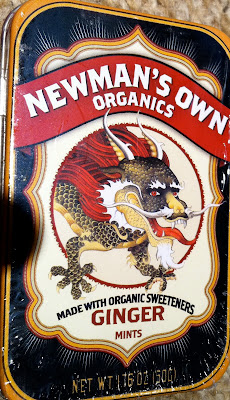 NEWMAN'S OWN
ORGANICS
MADE WITH ORGANIC SWEETENERS
GINGER
MINTS
NET WT 1.76 OZ (50G)